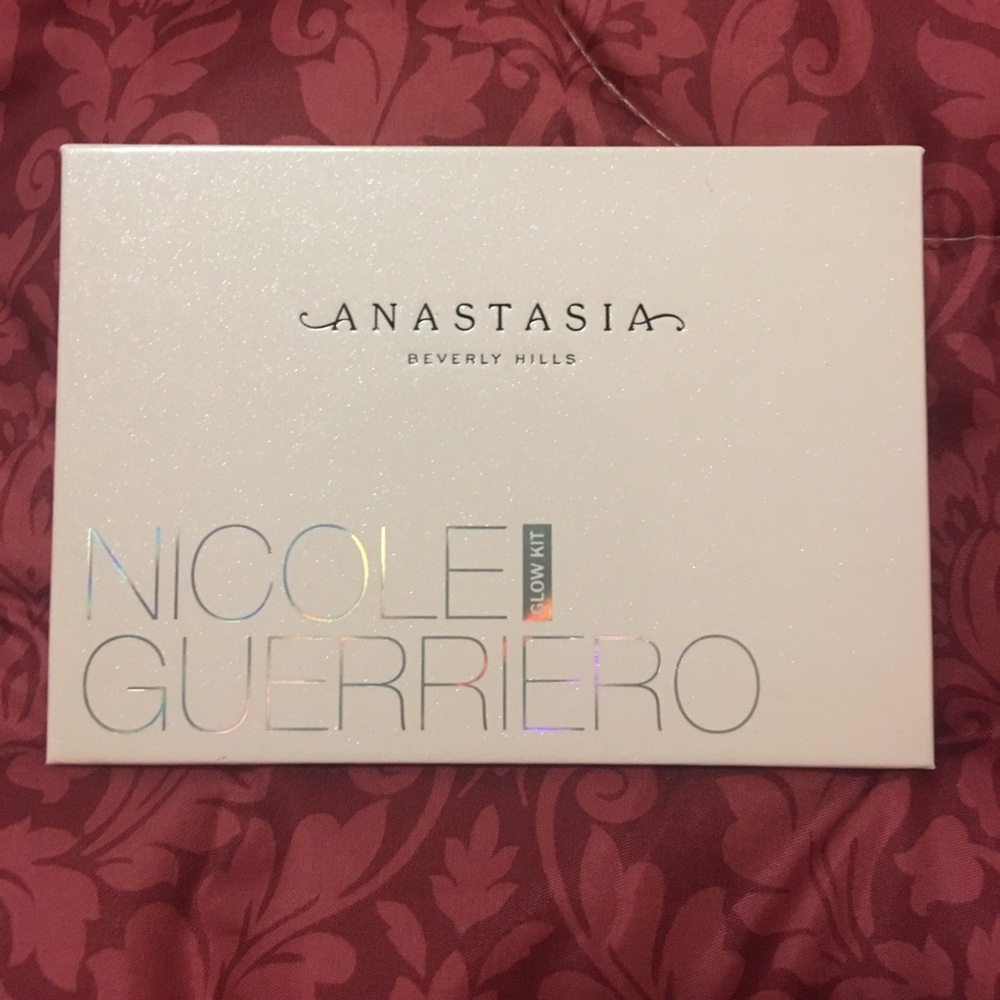 ANASTASIA
BEVERLY HILLS
NICOLE
GLOW KIT
GUERRIERO